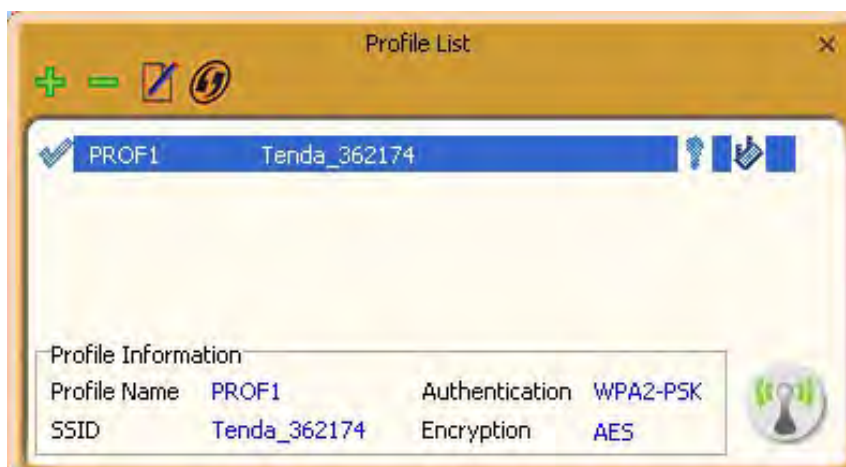 Profile List
PROF1 Tenda_362174
Profile Information
Profile Name PROF1 Authentication WPA2-PSK
SSID Tenda_362174 Encryption AES